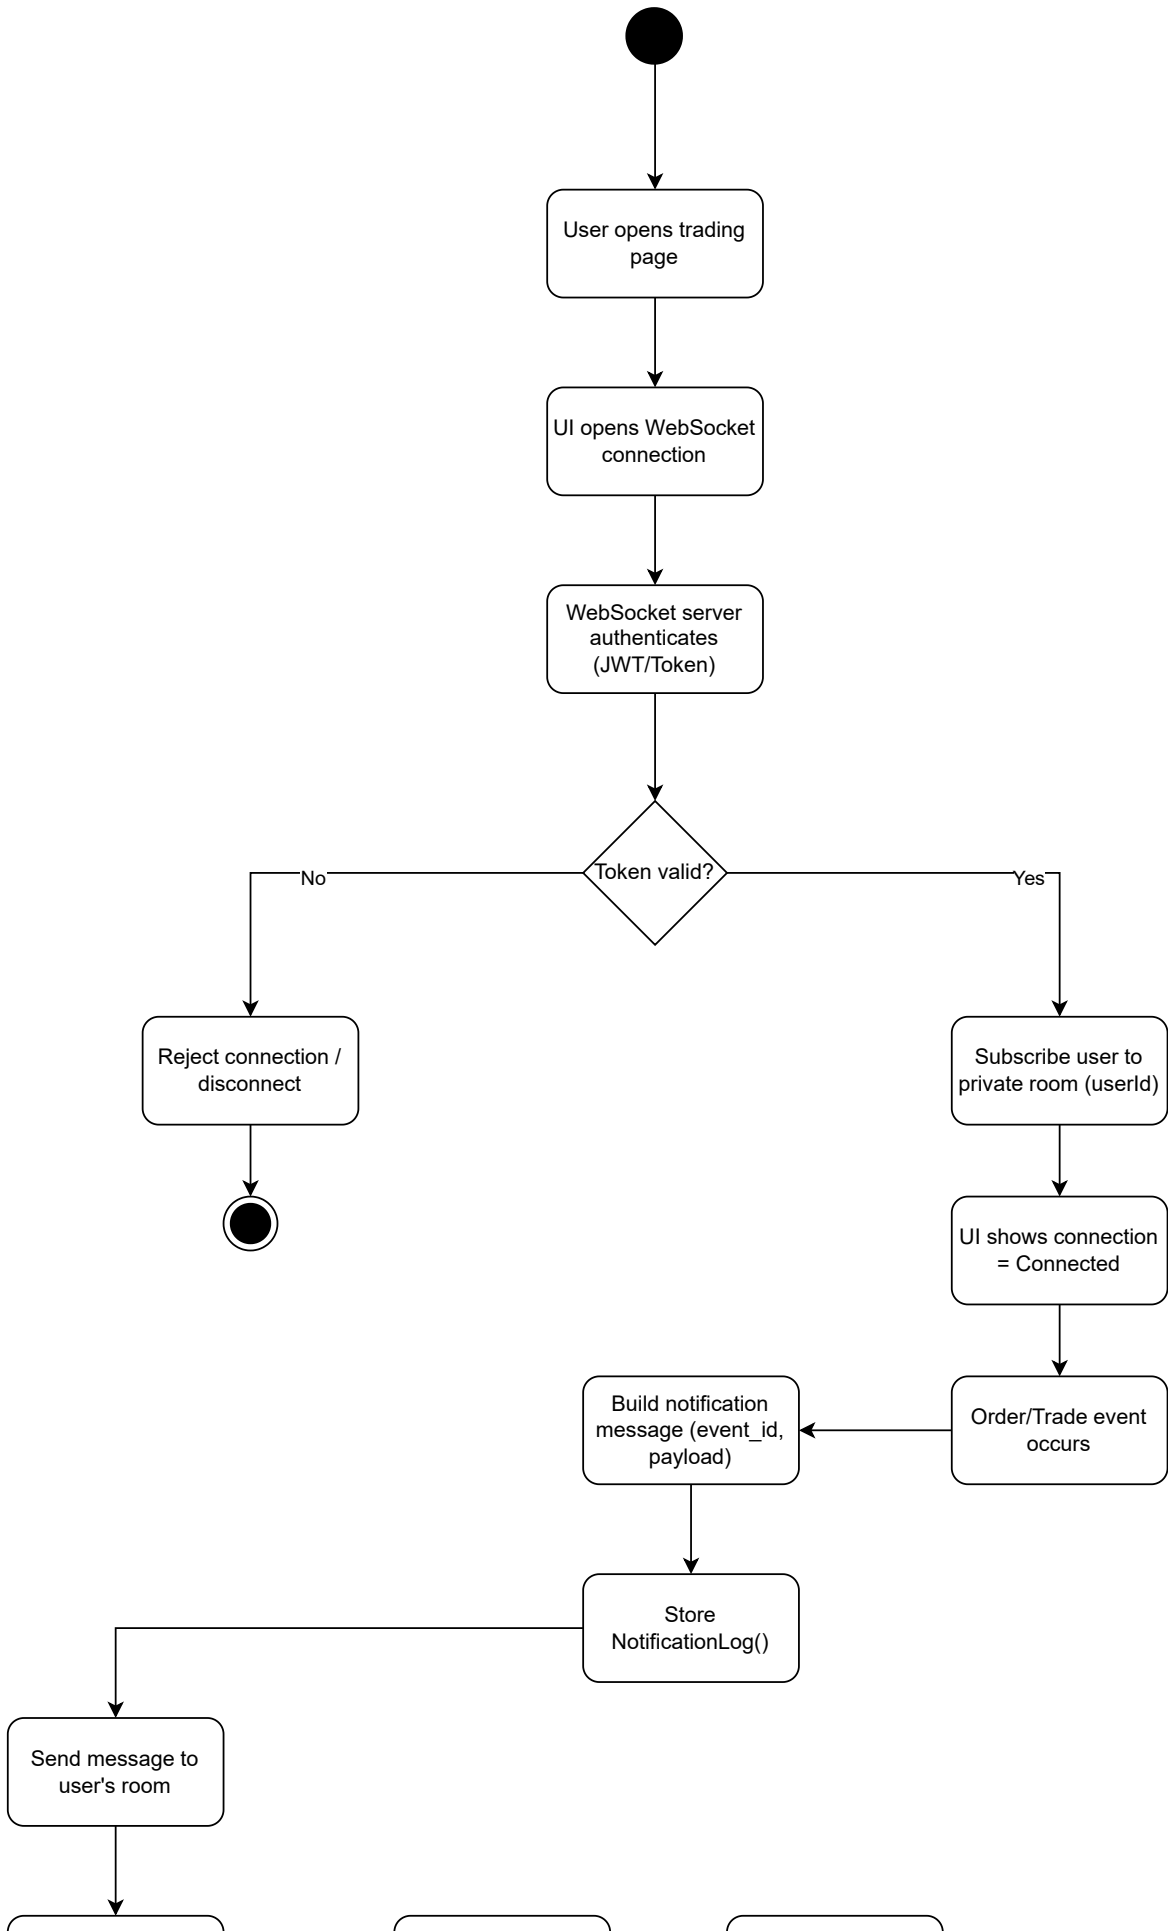 User opens trading
page
UI opens WebSocket
connection
WebSocket server
authenticates
(JWT/Token)
Token valid?
No
Yes
Reject connection /
disconnect
Subscribe user to
private room (userId)
UI shows connection
= Connected
Build notification
message (event_id,
payload)
Order/Trade event
occurs
Store
NotificationLog()
Send message to
user's room